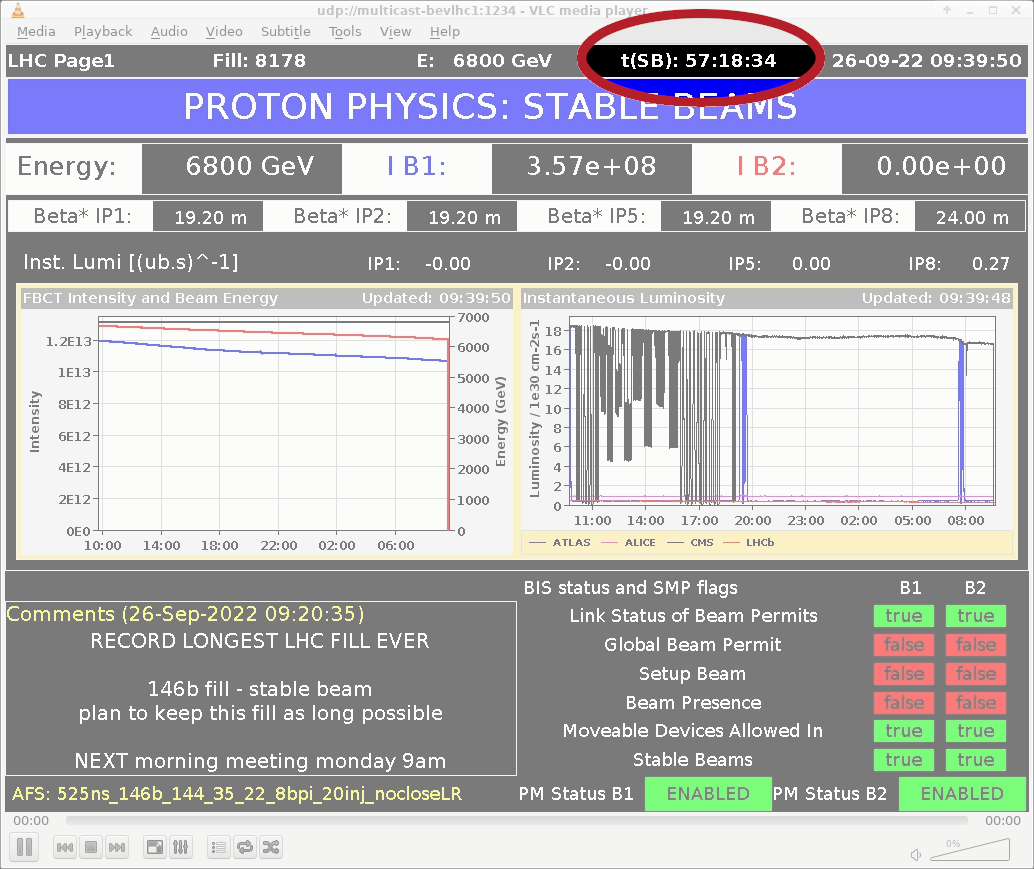 udp://multicast-bevlhc1:1234 - VLC media player
Media Playback Audio Video Subtitle Tools View Help
LHC Page1 Fill: 8178 E: 6800 GeV t(SB): 57:18:34 26-09-22 09:39:50
PROTON PHYSICS: STABLE BEAMS
Energy: 6800 GeV I B1: 3.57e+08 I B2: 0.00e+00
Beta* IP1: 19.20 m Beta* IP2: 19.20 m Beta* IP5: 19.20 m Beta* IP8: 24.00 m
Inst. Lumi [(ub.s)^-1] IP1: -0.00 IP2: -0.00 IP5: 0.00 IP8: 0.27
FBCT Intensity and Beam Energy Updated: 09:39:50
Intensity
1.2E13
1E13
8E12
6E12
4E12
2E12
0E0
7000
6000
5000
4000
3000
2000
1000
0
Energy (GeV)
10:00 14:00 18:00 22:00 02:00 06:00
Instantaneous Luminosity Updated: 09:39:48
Luminosity / 1e30 cm-2s-1
18
16
14
12
10
8
6
4
2
0
11:00 14:00 17:00 20:00 23:00 02:00 05:00 08:00
ATLAS ALICE CMS LHCb
Comments (26-Sep-2022 09:20:35)
RECORD LONGEST LHC FILL EVER
146b fill - stable beam
plan to keep this fill as long possible
NEXT morning meeting monday 9am
BIS status and SMP flags B1 B2
Link Status of Beam Permits true true
Global Beam Permit false false
Setup Beam false false
Beam Presence false false
Moveable Devices Allowed In true true
Stable Beams true true
AFS: 525ns_146b_144_35_22_8bpi_20inj_nocloseLR PM Status B1 ENABLED PM Status B2 ENABLED
00:00 00:00
0%